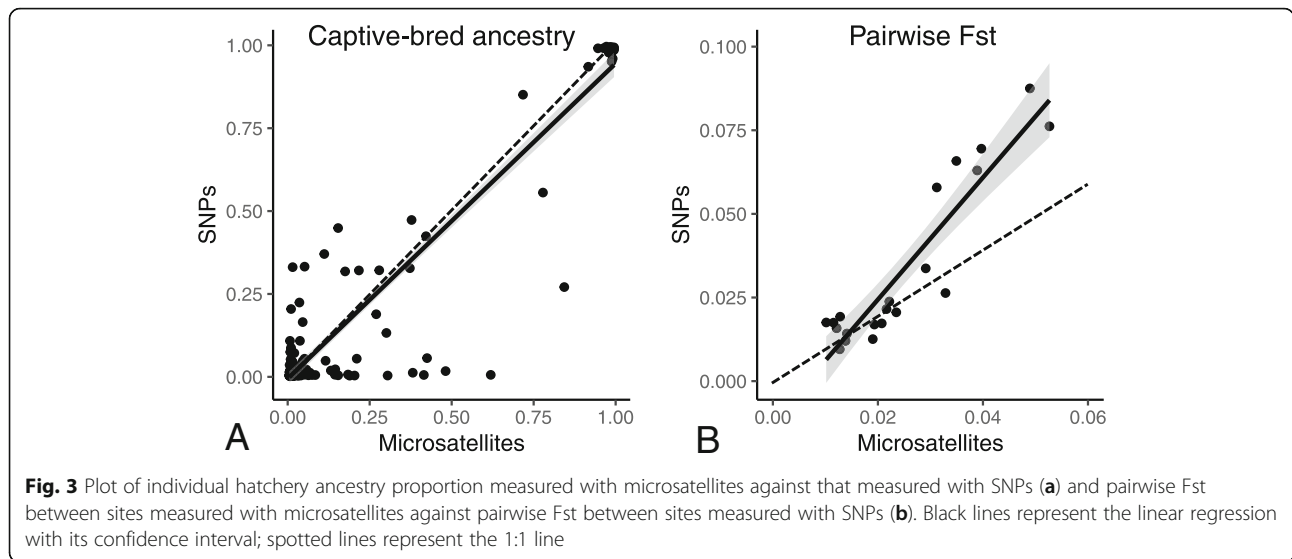 Captive-bred ancestry
1.00
0.75
0.50
0.25
0.00
SNPs
0.00 0.25 0.50 0.75 1.00
A
Microsatellites
Pairwise Fst
0.100
0.075
0.050
0.025
0.000
SNPs
0.00 0.02 0.04 0.06
B
Microsatellites
Fig. 3 Plot of individual hatchery ancestry proportion measured with microsatellites against that measured with SNPs (a) and pairwise Fst
between sites measured with microsatellites against pairwise Fst between sites measured with SNPs (b). Black lines represent the linear regression
with its confidence interval; spotted lines represent the 1:1 line